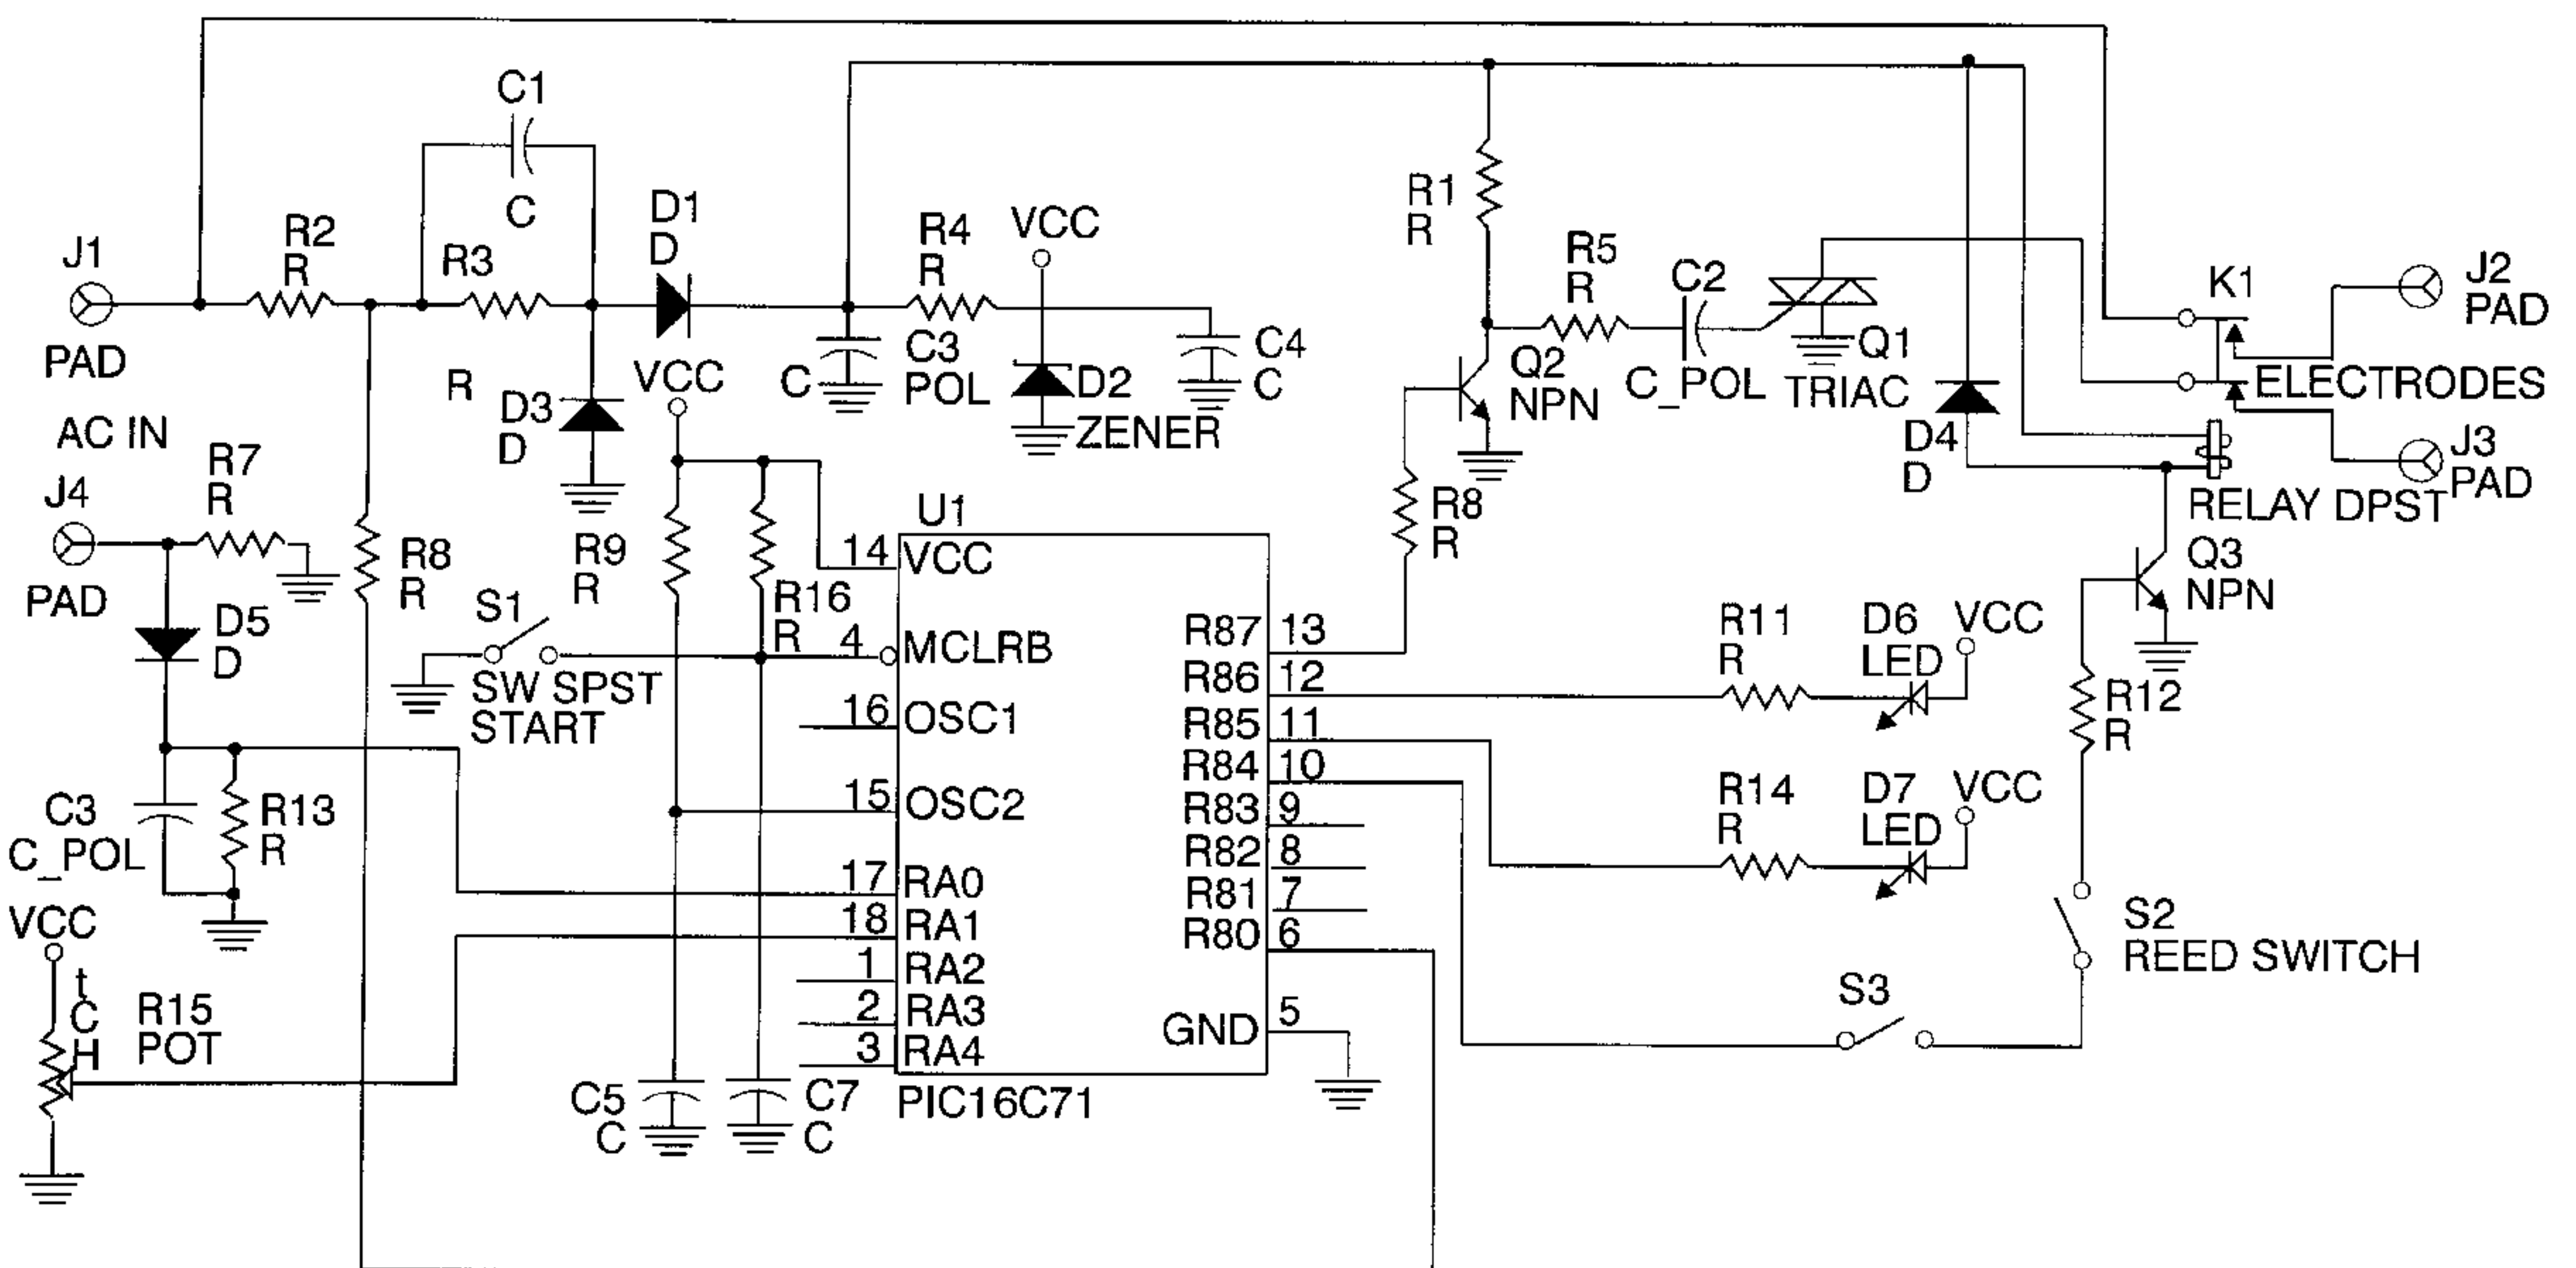 C1
C
J1
PAD
AC IN
R2
R
R3
R
D1
D
D3
D
VCC
C
C3
POL
R4
R
VCC
D2
ZENER
C4
C
R1
R
R5
R
C2
C_POL
Q2
NPN
Q1
TRIAC
D4
D
K1
ELECTRODES
J2
PAD
J3
PAD
RELAY DPST
J4
PAD
R7
R
R8
R
D5
D
R9
R
R16
R
S1
SW SPST
START
U1
14 VCC
4 MCLRB
16 OSC1
15 OSC2
17 RA0
18 RA1
1 RA2
2 RA3
3 RA4
R87 13
R86 12
R85 11
R84 10
R83 9
R82 8
R81 7
R80 6
GND 5
PIC16C71
R8
R
Q3
NPN
R11
R
D6
LED
VCC
R12
R
R14
R
D7
LED
VCC
S2
REED SWITCH
S3
C3
C_POL
R13
R
VCC
t
C
H
R15
POT
C5
C
C7
C